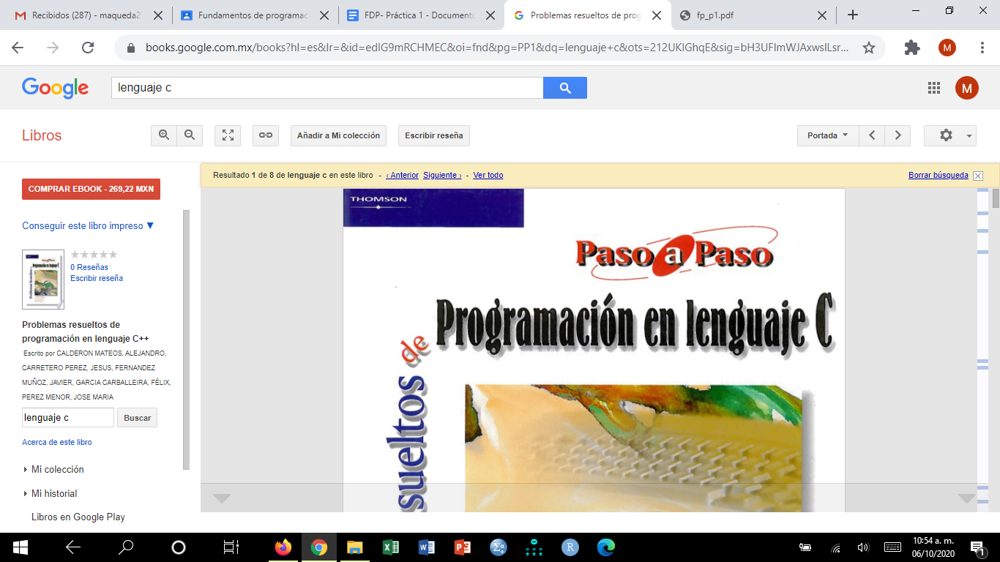 Recibidos (287) - maqueda2
Fundamentos de programac
FDP- Práctica 1 - Documento
Problemas resueltos de prog
fp_p1.pdf
books.google.com.mx/books?hl=es&lr=&id=edIG9mRCHMEC&oi=fnd&pg=PP1&dq=lenguaje+c&ots=212UKlGhqE&sig=bH3UFImWJAxwsILsr...
M
Google
lenguaje c
M
Libros
Añadir a Mi colección
Escribir reseña
Portada
Resultado 1 de 8 de lenguaje c en este libro - ‹ Anterior Siguiente › - Ver todo
Borrar búsqueda
COMPRAR EBOOK - 269,22 MXN
Conseguir este libro impreso ▼
0 Reseñas
Escribir reseña
Problemas resueltos de
programación en lenguaje C++
Escrito por CALDERON MATEOS, ALEJANDRO,
CARRETERO PEREZ, JESUS, FERNANDEZ
MUÑOZ, JAVIER, GARCIA CARBALLEIRA, FÉLIX,
PEREZ MENOR, JOSE MARIA
lenguaje c
Buscar
Acerca de este libro
Mi colección
Mi historial
Libros en Google Play
THOMSON
Paso a Paso
Programación en lenguaje C
sueltos de
10:54 a. m.
06/10/2020
1